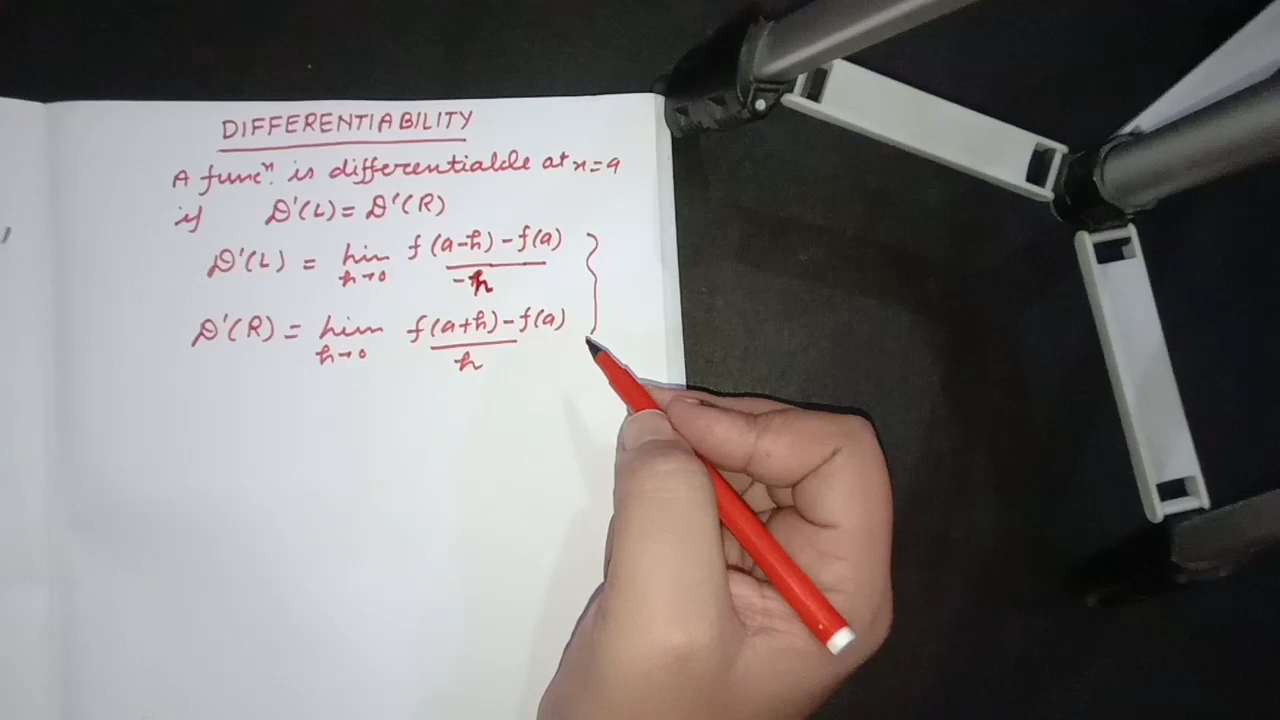 DIFFERENTIABILITY
A funcⁿ. is differentiable at x=a
if D'(L) = D'(R)
D'(L) = lim h→0 f(a-h)-f(a) / -h
D'(R) = lim h→0 f(a+h)-f(a) / h